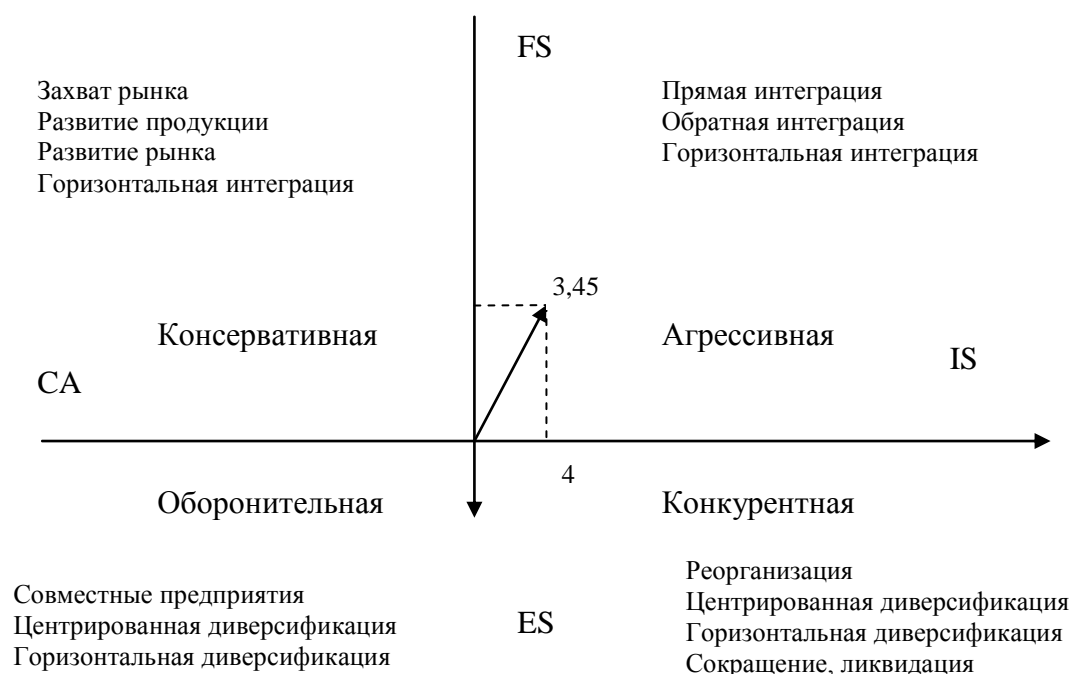 FS
Захват рынка
Развитие продукции
Развитие рынка
Горизонтальная интеграция
Прямая интеграция
Обратная интеграция
Горизонтальная интеграция
3,45
Консервативная
Агрессивная
IS
CA
4
Оборонительная
Конкурентная
Совместные предприятия
Центрированная диверсификация
Горизонтальная диверсификация
ES
Реорганизация
Центрированная диверсификация
Горизонтальная диверсификация
Сокращение, ликвидация